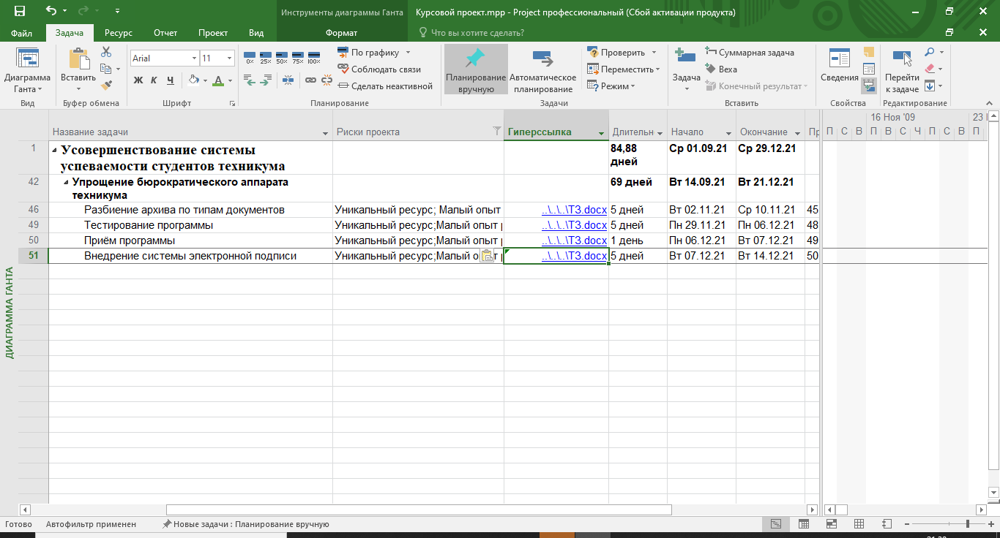 Инструменты диаграммы Ганта
Курсовой проект.mpp - Project профессиональный (Сбой активации продукта)
Файл Задача Ресурс Отчет Проект Вид Формат Что вы хотите сделать?
Диаграмма Ганта
Вид
Вставить
Буфер обмена
Arial 11
Ж К Ч А
Шрифт
0% 25% 50% 75% 100%
По графику
Соблюдать связи
Сделать неактивной
Планирование
Планирование вручную
Автоматическое планирование
Проверить
Переместить
Режим
Задачи
Задача
Суммарная задача
Веха
Конечный результат
Вставить
Сведения
Свойства
Перейти к задаче
Редактирование
Название задачи Риски проекта Гиперссылка Длительн Начало Окончание Пр
16 Ноя '09 23
П С В П В С Ч П С В П
1 Усовершенствование системы успеваемости студентов техникума 84,88 дней Ср 01.09.21 Ср 29.12.21
42 Упрощение бюрократического аппарата техникума 69 дней Вт 14.09.21 Вт 21.12.21
46 Разбиение архива по типам документов Уникальный ресурс; Малый опыт ..\..\..\ТЗ.docx 5 дней Вт 02.11.21 Ср 10.11.21 45
49 Тестирование программы Уникальный ресурс;Малый опыт р ..\..\..\ТЗ.docx 5 дней Пн 29.11.21 Пн 06.12.21 48
50 Приём программы Уникальный ресурс;Малый опыт р ..\..\..\ТЗ.docx 1 день Пн 06.12.21 Вт 07.12.21 49
51 Внедрение системы электронной подписи Уникальный ресурс;Малый ..\..\..\ТЗ.docx 5 дней Вт 07.12.21 Вт 14.12.21 50
ДИАГРАММА ГАНТА
Готово Автофильтр применен Новые задачи : Планирование вручную